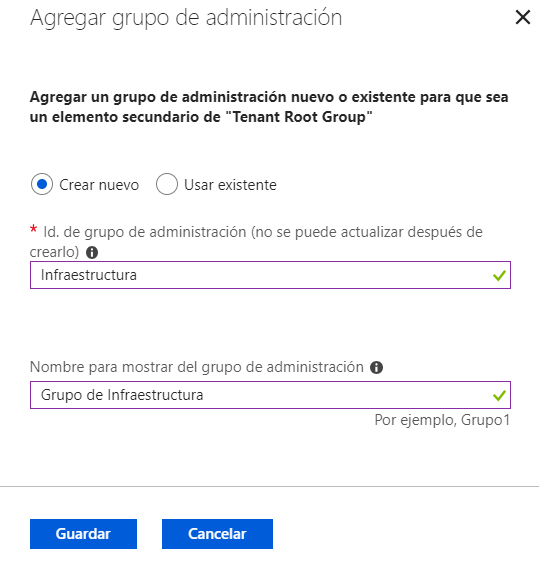 Agregar grupo de administración
Agregar un grupo de administración nuevo o existente para que sea
un elemento secundario de "Tenant Root Group"
Crear nuevo Usar existente
* Id. de grupo de administración (no se puede actualizar después de
crearlo)
Infraestructura
Nombre para mostrar del grupo de administración
Grupo de Infraestructura
Por ejemplo, Grupo1
Guardar Cancelar